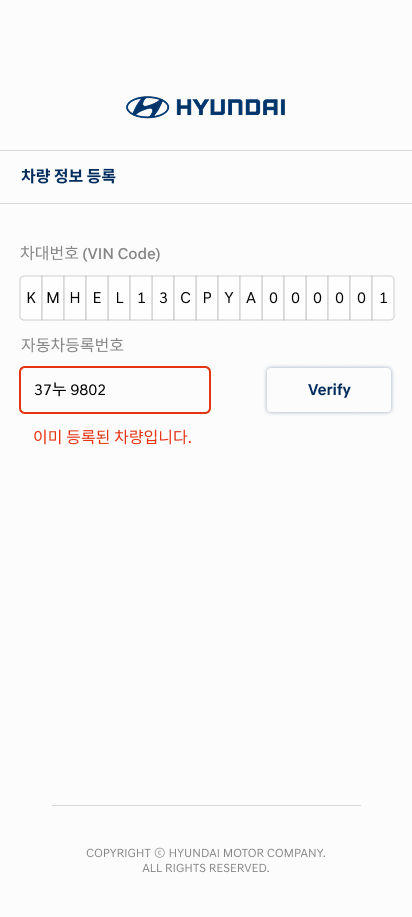 HYUNDAI
차량 정보 등록
차대번호 (VIN Code)
K M H E L 1 3 C P Y A 0 0 0 0 0 1
자동차등록번호
37누 9802
Verify
이미 등록된 차량입니다.
COPYRIGHT ⓒ HYUNDAI MOTOR COMPANY.
ALL RIGHTS RESERVED.